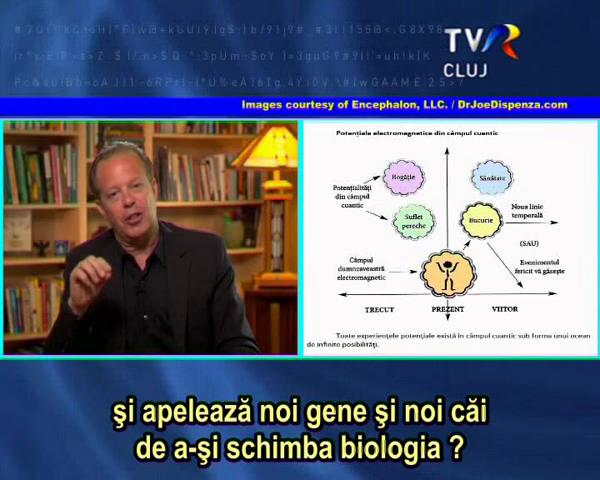 TVR
CLUJ
Images courtesy of Encephalon, LLC. / DrJoeDispenza.com
Potențiale electromagnetice din câmpul cuantic
Bogăție
Sănătate
Potențialități
din câmpul
cuantic
Suflet
pereche
Bucurie
Noua linie
temporală
(SAU)
Câmpul
dumneavoastră
electromagnetic
Evenimentul
fericit vă găsește
TRECUT
PREZENT
VIITOR
Toate experiențele potențiale există în câmpul cuantic sub forma unui ocean
de infinite posibilități.
şi apelează noi gene şi noi căi
de a-şi schimba biologia ?